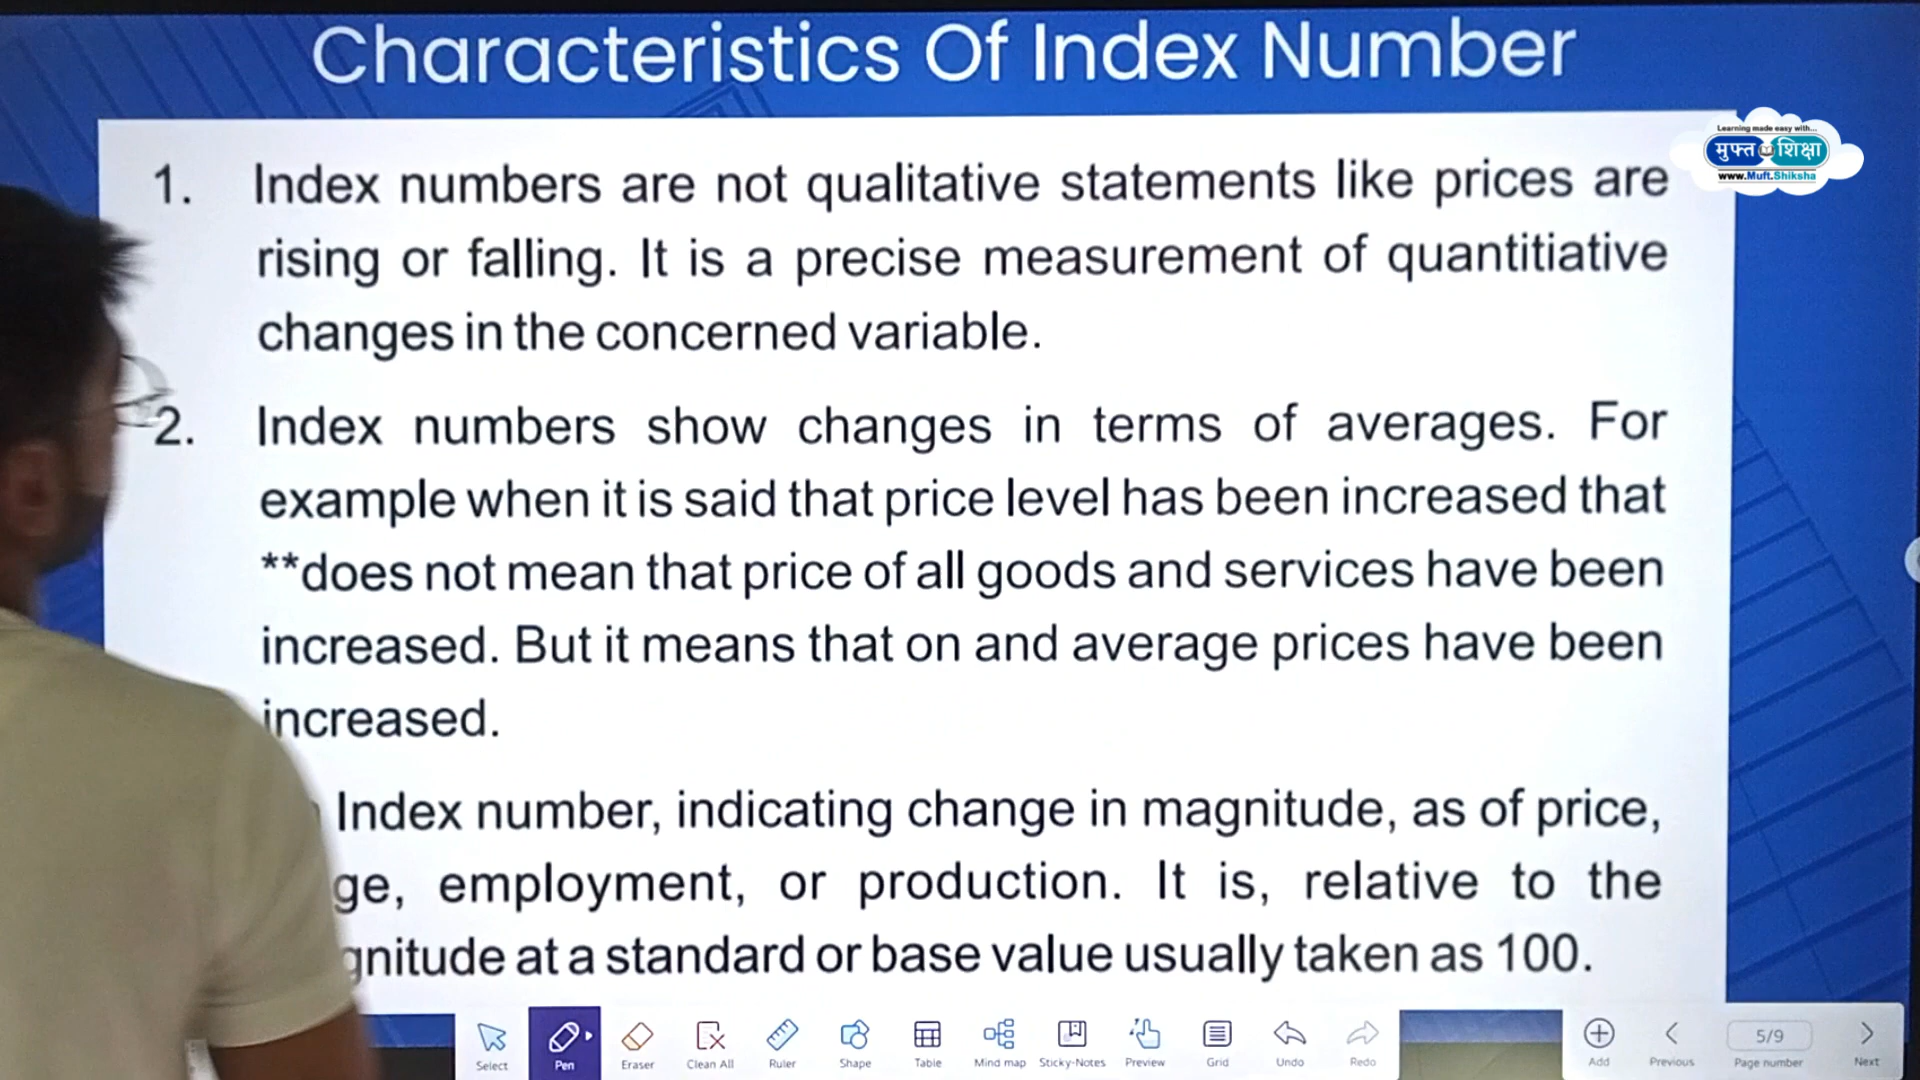 Characteristics Of Index Number
Learning made easy with...
मुफ्त शिक्षा
www.Muft.Shiksha
1. Index numbers are not qualitative statements like prices are
rising or falling. It is a precise measurement of quantitiative
changes in the concerned variable.
2. Index numbers show changes in terms of averages. For
example when it is said that price level has been increased that
**does not mean that price of all goods and services have been
increased. But it means that on and average prices have been
increased.
Index number, indicating change in magnitude, as of price,
ge, employment, or production. It is, relative to the
gnitude at a standard or base value usually taken as 100.
Select Pen Eraser Clean All Ruler Shape Table Mind map Sticky-Notes Preview Grid Undo Redo Add Previous 5/9 Page number Next